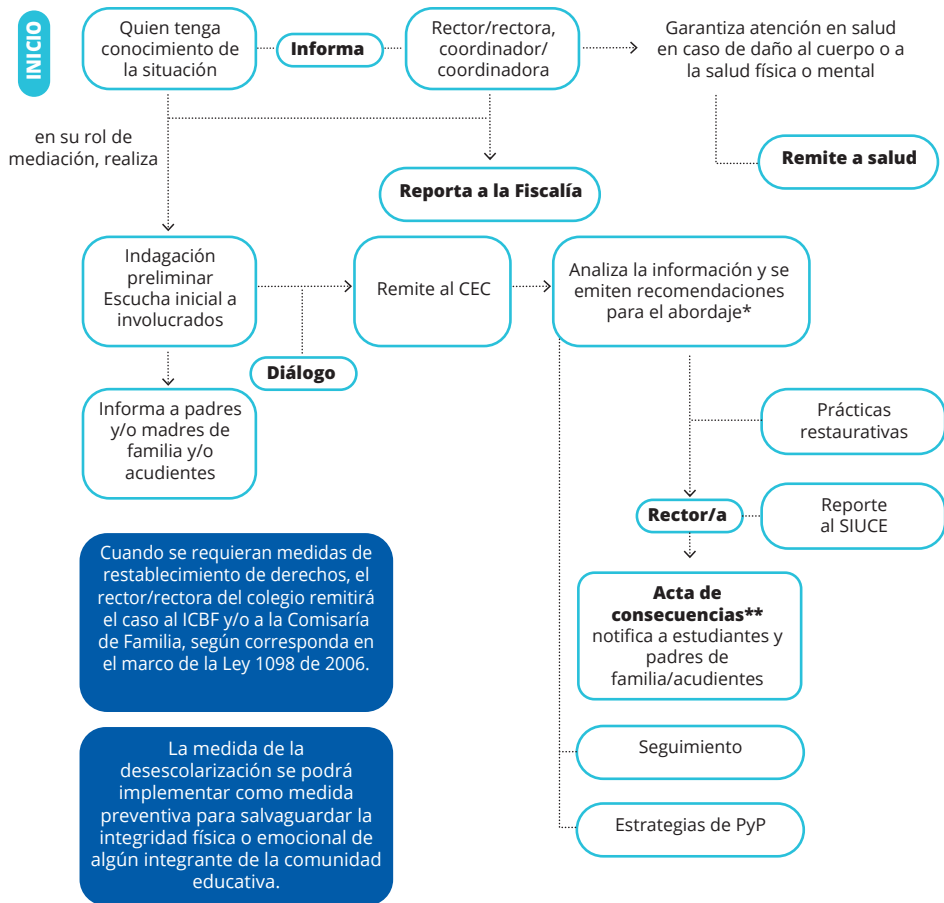 INICIO
Quien tenga
conocimiento de
la situación
Informa
Rector/rectora,
coordinador/
coordinadora
Garantiza atención en salud
en caso de daño al cuerpo o a
la salud física o mental
en su rol de
mediación, realiza
Remite a salud
Reporta a la Fiscalía
Indagación
preliminar
Escucha inicial a
involucrados
Diálogo
Remite al CEC
Analiza la información y se
emiten recomendaciones
para el abordaje*
Informa a padres
y/o madres de
familia y/o
acudientes
Prácticas
restaurativas
Rector/a
Reporte
al SIUCE
Acta de
consecuencias**
notifica a estudiantes y
padres de
familia/acudientes
Seguimiento
Estrategias de PyP
Cuando se requieran medidas de
restablecimiento de derechos, el
rector/rectora del colegio remitirá
el caso al ICBF y/o a la Comisaría
de Familia, según corresponda en
el marco de la Ley 1098 de 2006.
La medida de la
desescolarización se podrá
implementar como medida
preventiva para salvaguardar la
integridad física o emocional de
algún integrante de la comunidad
educativa.